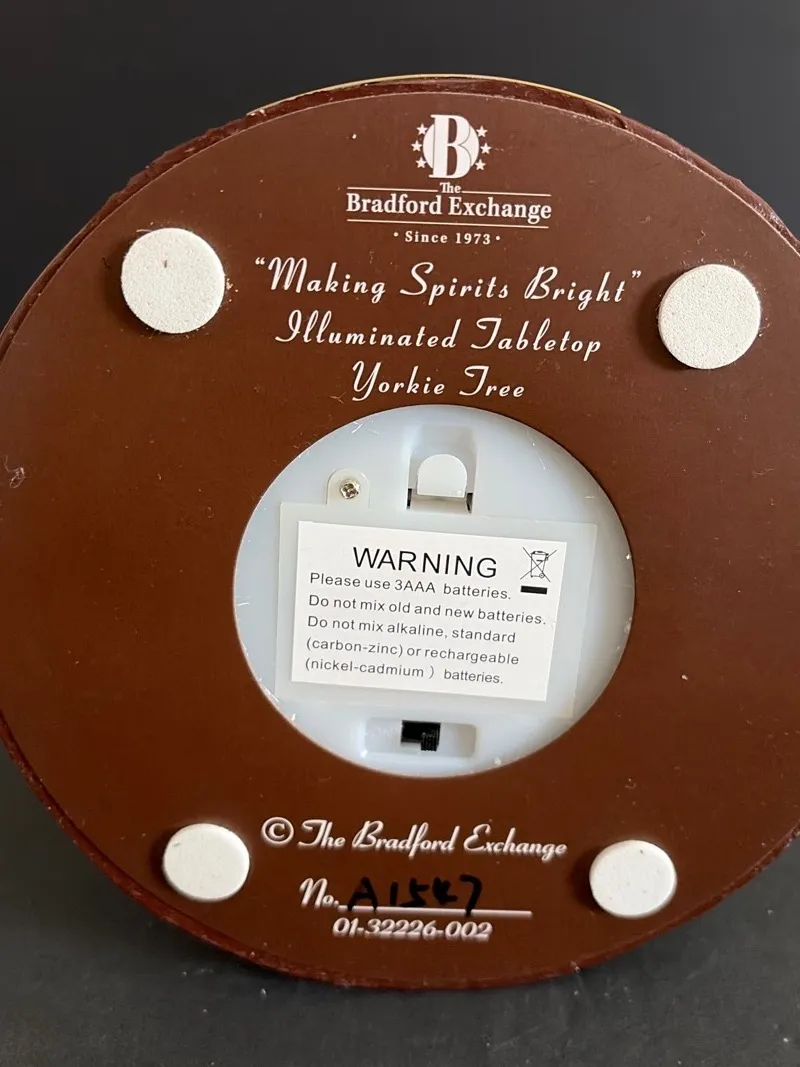 B
The
Bradford Exchange
· Since 1973 ·
“Making Spirits Bright”
Illuminated Tabletop
Yorkie Tree
WARNING
Please use 3AAA batteries.
Do not mix old and new batteries.
Do not mix alkaline, standard
(carbon-zinc) or rechargeable
(nickel-cadmium ) batteries.
© The Bradford Exchange
No. A1547
01-32226-002